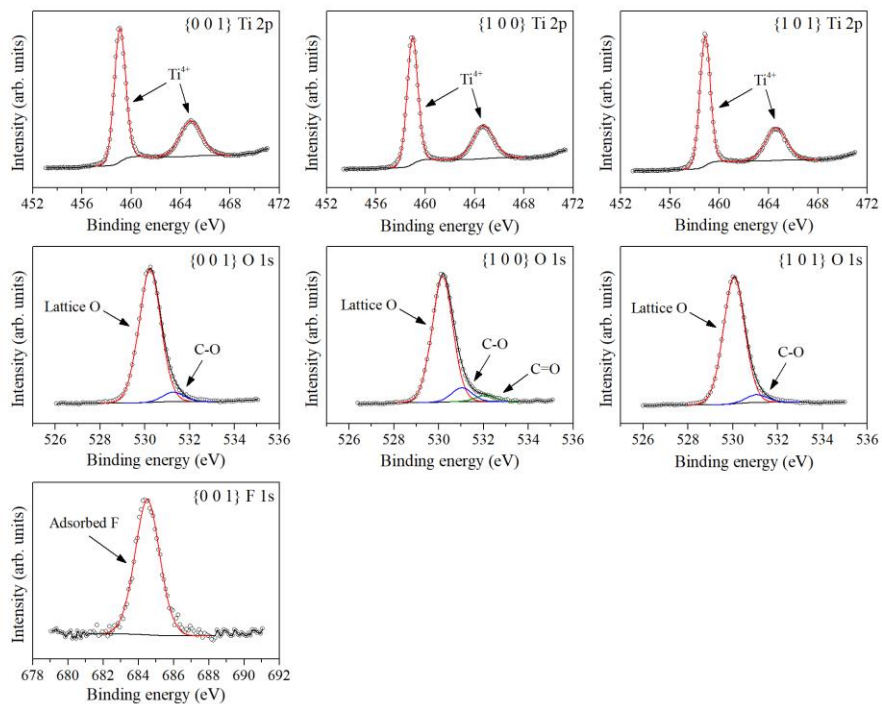 {0 0 1} Ti 2p
Ti⁴⁺
Intensity (arb. units)
452 456 460 464 468 472
Binding energy (eV)
{1 0 0} Ti 2p
Ti⁴⁺
Intensity (arb. units)
452 456 460 464 468 472
Binding energy (eV)
{1 0 1} Ti 2p
Ti⁴⁺
Intensity (arb. units)
452 456 460 464 468 472
Binding energy (eV)
{0 0 1} O 1s
Lattice O
C-O
Intensity (arb. units)
526 528 530 532 534 536
Binding energy (eV)
{1 0 0} O 1s
Lattice O
C-O
C=O
Intensity (arb. units)
526 528 530 532 534 536
Binding energy (eV)
{1 0 1} O 1s
Lattice O
C-O
Intensity (arb. units)
526 528 530 532 534 536
Binding energy (eV)
{0 0 1} F 1s
Adsorbed F
Intensity (arb. units)
678 680 682 684 686 688 690 692
Binding energy (eV)